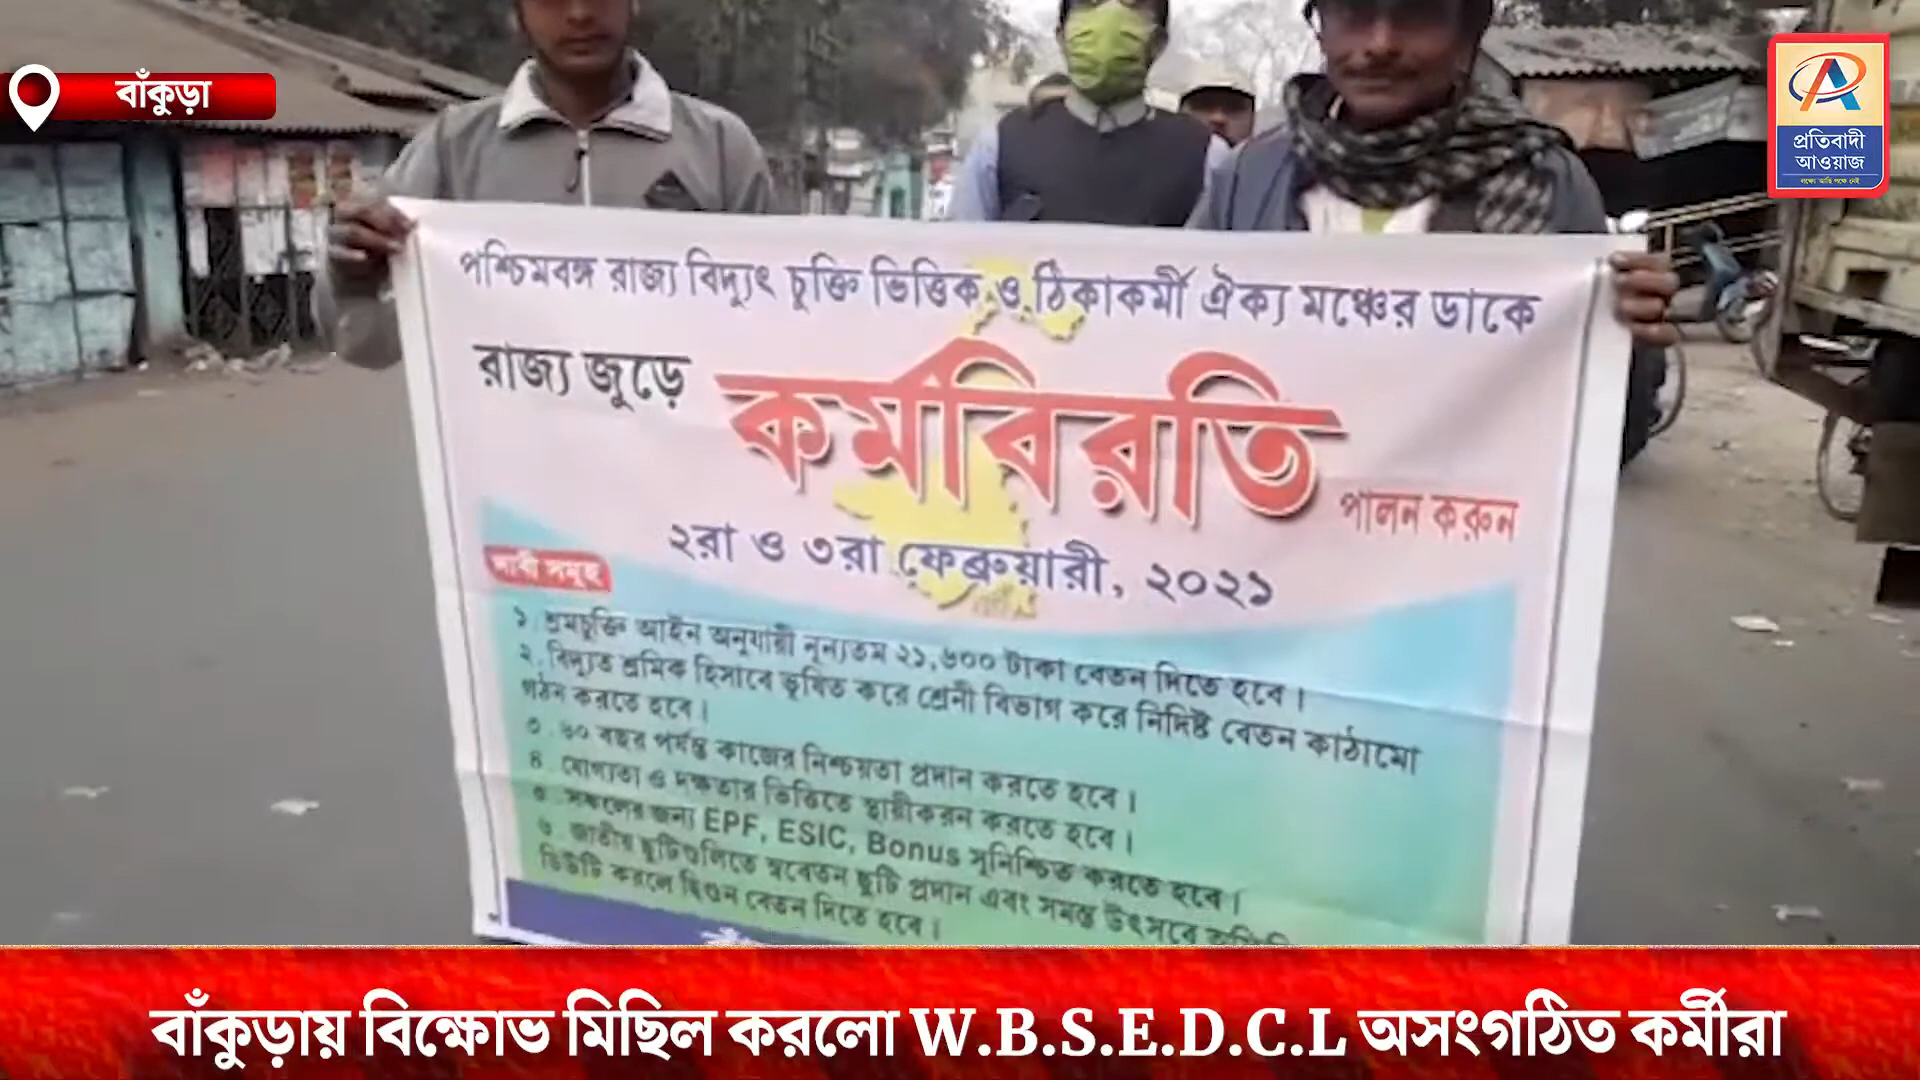 বাঁকুড়া
প্রতিবাদী
আওয়াজ
পশ্চিমবঙ্গ রাজ্য বিদ্যুৎ চুক্তি ভিত্তিক ও ঠিকাকর্মী ঐক্য মঞ্চের ডাকে
রাজ্য জুড়ে কর্মবিরতি পালন করুন
২রা ও ৩রা ফেব্রুয়ারী, ২০২১
দাবী সমূহ
১. শ্রমচুক্তি আইন অনুযায়ী নূন্যতম ২১,৬০০ টাকা বেতন দিতে হবে।
২. বিদ্যুত শ্রমিক হিসাবে ভূষিত করে শ্রেনী বিভাগ করে নিদিষ্ট বেতন কাঠামো
গঠন করতে হবে।
৩. ৬০ বছর পর্যন্ত কাজের নিশ্চয়তা প্রদান করতে হবে।
৪. যোগ্যতা ও দক্ষতার ভিত্তিতে স্থায়ীকরন করতে হবে।
৫. সকলের জন্য EPF, ESIC, Bonus সুনিশ্চিত করতে হবে।
৬. জাতীয় ছুটিগুলিতে স্ববেতন ছুটি প্রদান এবং সমস্ত উৎসবে
ডিউটি করলে দ্বিগুন বেতন দিতে হবে।
বাঁকুড়ায় বিক্ষোভ মিছিল করলো W.B.S.E.D.C.L অসংগঠিত কর্মীরা